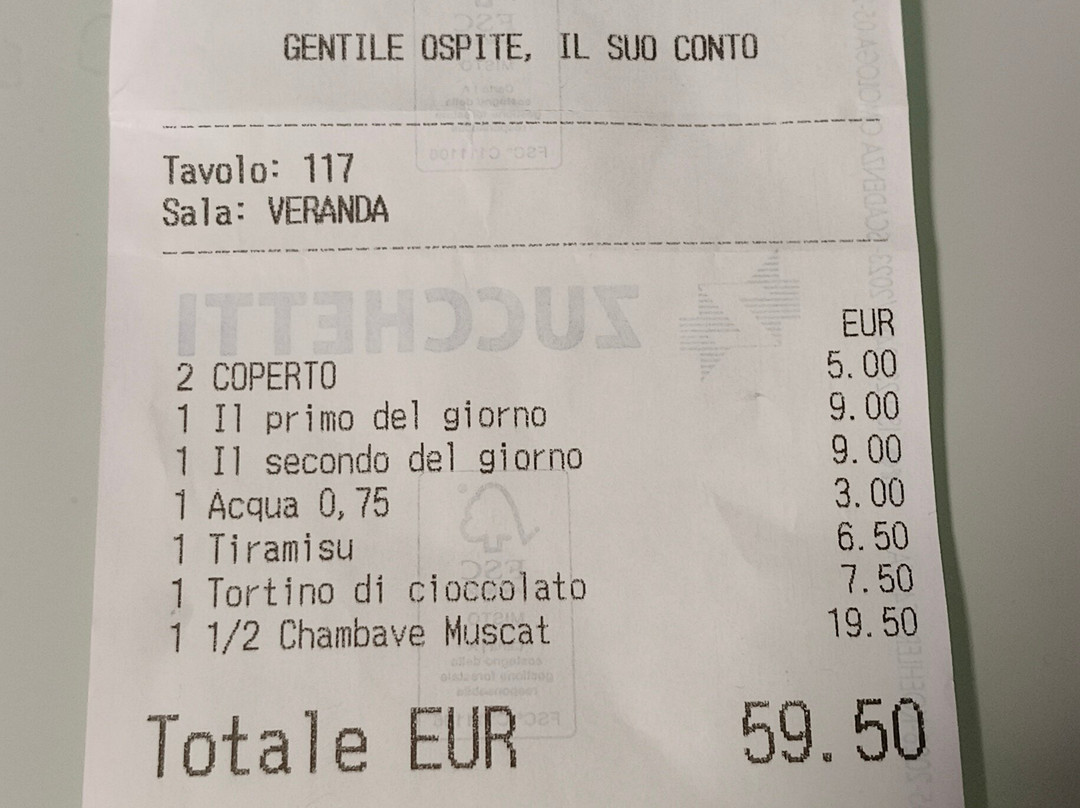 GENTILE OSPITE, IL SUO CONTO
Tavolo: 117
Sala: VERANDA
ZUCCHETTI
EUR
2 COPERTO 5.00
1 Il primo del giorno 9.00
1 Il secondo del giorno 9.00
1 Acqua 0,75 3.00
1 Tiramisu 6.50
1 Tortino di cioccolato 7.50
1 1/2 Chambave Muscat 19.50
Totale EUR 59.50